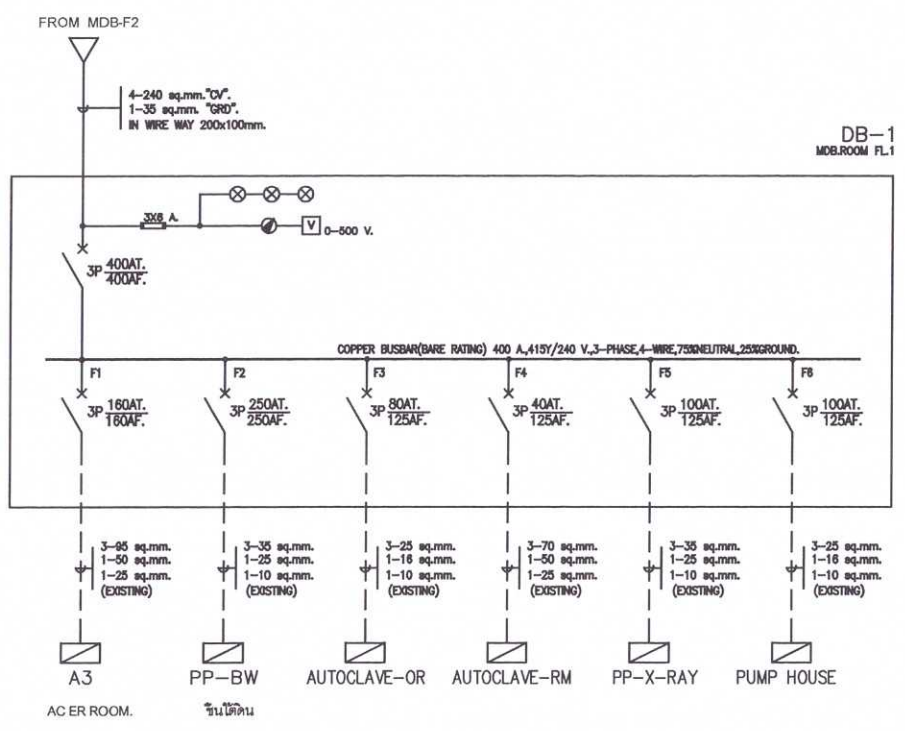 FROM MDB-F2
4-240 sq.mm."CV".
1-35 sq.mm. "GRD".
IN WIRE WAY 200x100mm.
DB-1
MDB.ROOM FL.1
3X6 A.
V
0-500 V.
3P 400AT.
400AF.
COPPER BUSBAR(BARE RATING) 400 A.,415Y/240 V.,3-PHASE,4-WIRE,75%NEUTRAL,25%GROUND.
F1
F2
F3
F4
F5
F6
3P 160AT.
160AF.
3P 250AT.
250AF.
3P 80AT.
125AF.
3P 40AT.
125AF.
3P 100AT.
125AF.
3P 100AT.
125AF.
3-95 sq.mm.
1-50 sq.mm.
1-25 sq.mm.
(EXISTING)
3-35 sq.mm.
1-25 sq.mm.
1-10 sq.mm.
(EXISTING)
3-25 sq.mm.
1-16 sq.mm.
1-10 sq.mm.
(EXISTING)
3-70 sq.mm.
1-50 sq.mm.
1-25 sq.mm.
(EXISTING)
3-35 sq.mm.
1-25 sq.mm.
1-10 sq.mm.
(EXISTING)
3-25 sq.mm.
1-16 sq.mm.
1-10 sq.mm.
(EXISTING)
A3
PP-BW
AUTOCLAVE-OR
AUTOCLAVE-RM
PP-X-RAY
PUMP HOUSE
AC ER ROOM.
ชั้นใต้ดิน